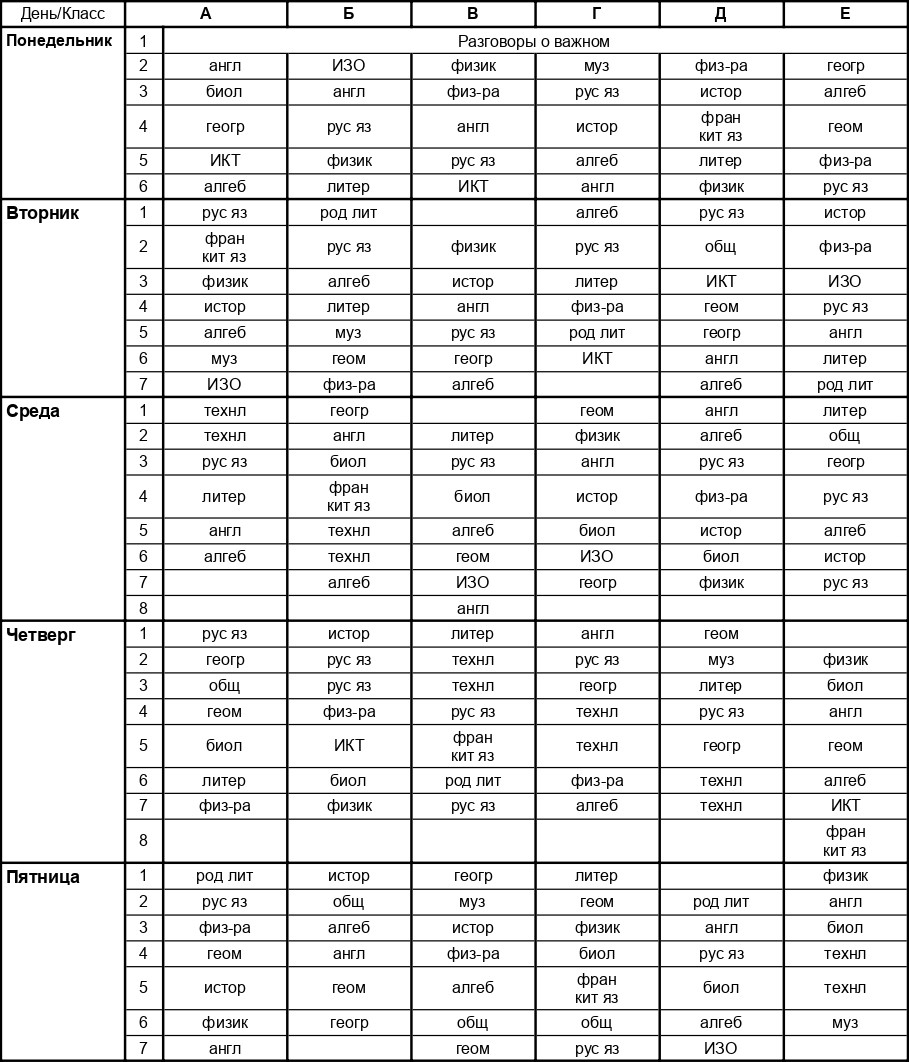 День/Класс А Б В Г Д Е
Понедельник 1 Разговоры о важном
2 англ ИЗО физик муз физ-ра геогр
3 биол англ физ-ра рус яз истор алгеб
4 геогр рус яз англ истор фран кит яз геом
5 ИКТ физик рус яз алгеб литер физ-ра
6 алгеб литер ИКТ англ физик рус яз
Вторник 1 рус яз род лит алгеб рус яз истор
2 фран кит яз рус яз физик рус яз общ физ-ра
3 физик алгеб истор литер ИКТ ИЗО
4 истор литер англ физ-ра геом рус яз
5 алгеб муз рус яз род лит геогр англ
6 муз геом геогр ИКТ англ литер
7 ИЗО физ-ра алгеб алгеб род лит
Среда 1 технл геогр геом англ литер
2 технл англ литер физик алгеб общ
3 рус яз биол рус яз англ рус яз геогр
4 литер фран кит яз биол истор физ-ра рус яз
5 англ технл алгеб биол истор алгеб
6 алгеб технл геом ИЗО биол истор
7 алгеб ИЗО геогр физик рус яз
8 англ
Четверг 1 рус яз истор литер англ геом
2 геогр рус яз технл рус яз муз физик
3 общ рус яз технл геогр литер биол
4 геом физ-ра рус яз технл рус яз англ
5 биол ИКТ фран кит яз технл геогр геом
6 литер биол род лит физ-ра технл алгеб
7 физ-ра физик рус яз алгеб технл ИКТ
8 фран кит яз
Пятница 1 род лит истор геогр литер физик
2 рус яз общ муз геом род лит англ
3 физ-ра алгеб истор физик англ биол
4 геом англ физ-ра биол рус яз технл
5 истор геом алгеб фран кит яз биол технл
6 физик геогр общ общ алгеб муз
7 англ геом рус яз ИЗО